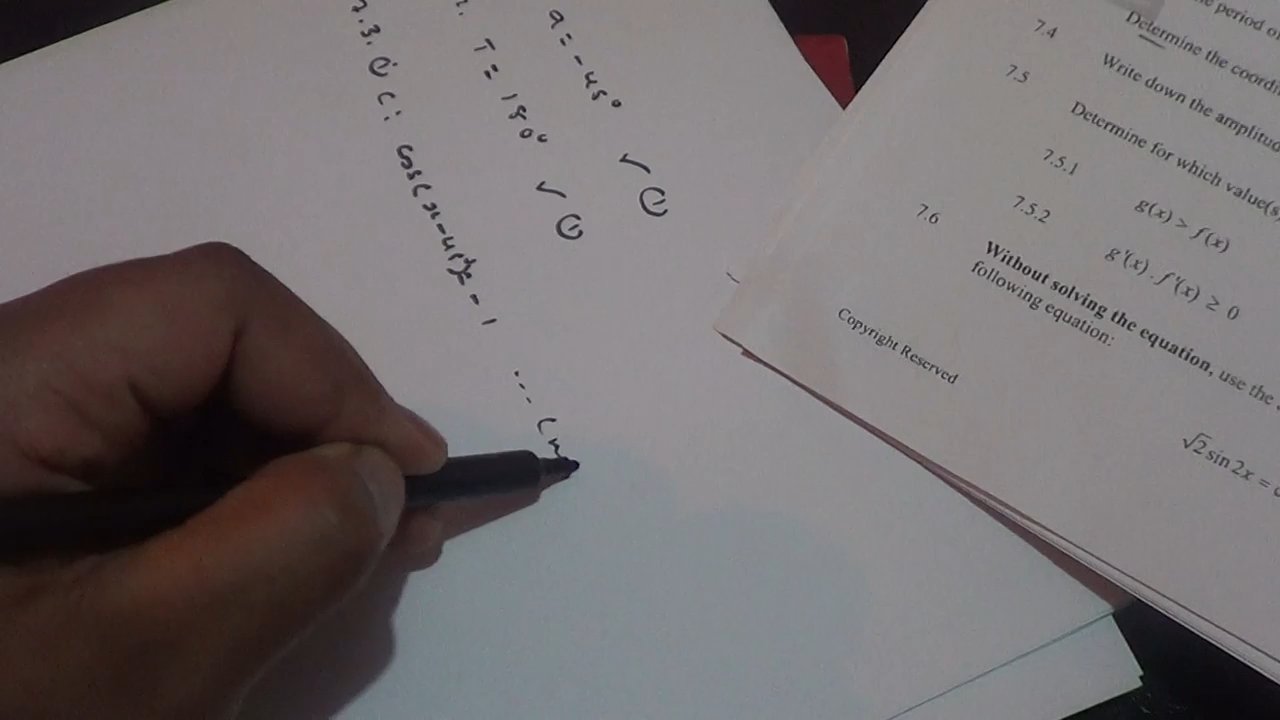 a = -45° ✓ ①
T = 180° ✓ ①
7.3. C: cos(x-45°) = 1 ... (
period of
7.4 Determine the
7.5 Write down the
Determine for which value(s)
7.5.1 g(x) > f(x)
7.5.2 g'(x) . f'(x) ≥ 0
7.6 Without solving the equation, use the
following equation:
√2 sin 2x =
Copyright Reserved